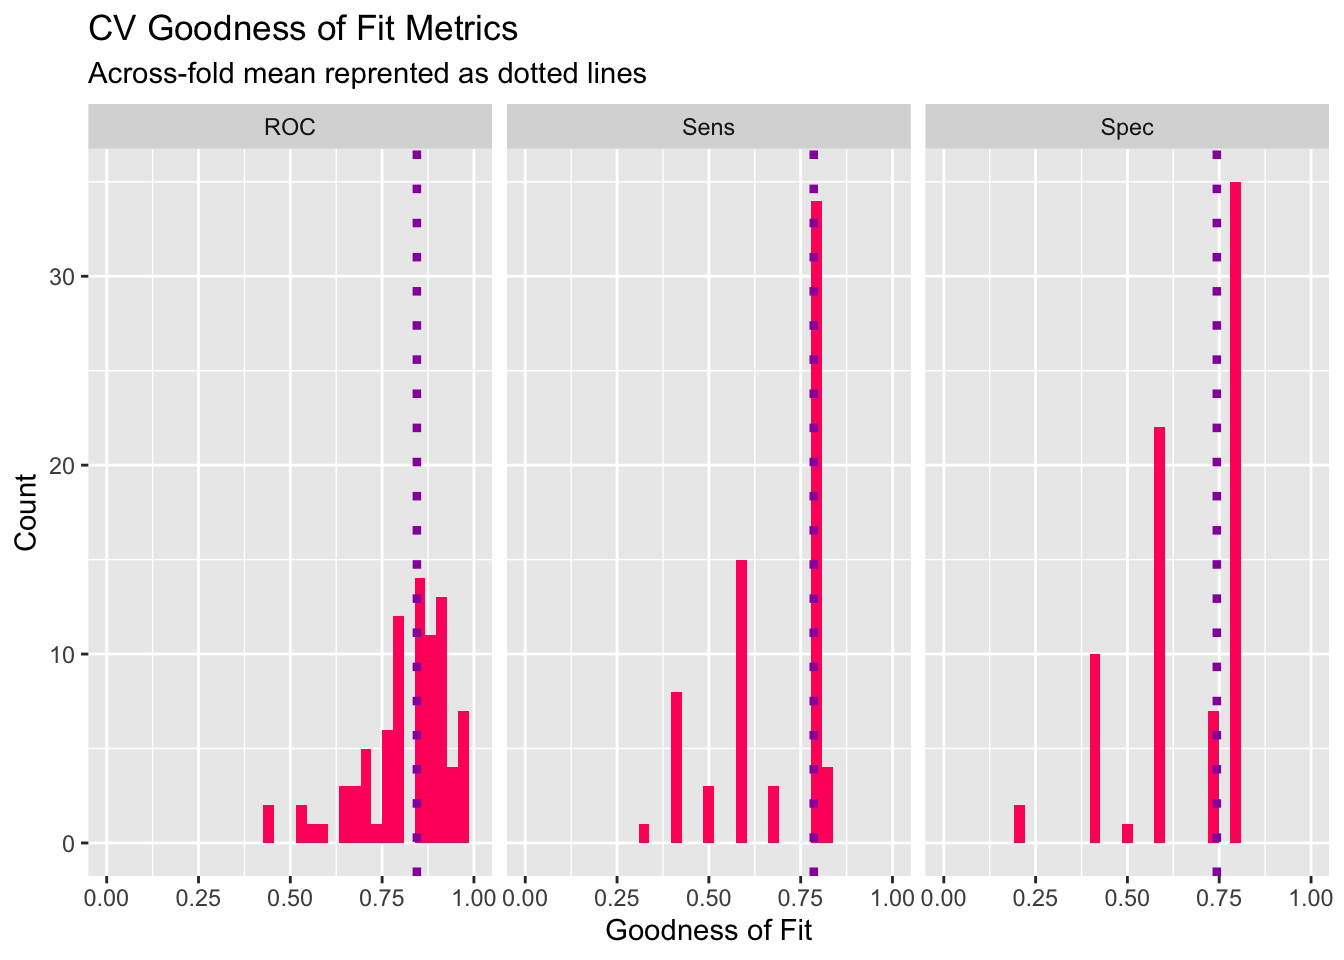 CV Goodness of Fit Metrics
Across-fold mean reprented as dotted lines
ROC Sens Spec
Count
30
20
10
0
0.00 0.25 0.50 0.75 1.00 0.00 0.25 0.50 0.75 1.00 0.00 0.25 0.50 0.75 1.00
Goodness of Fit